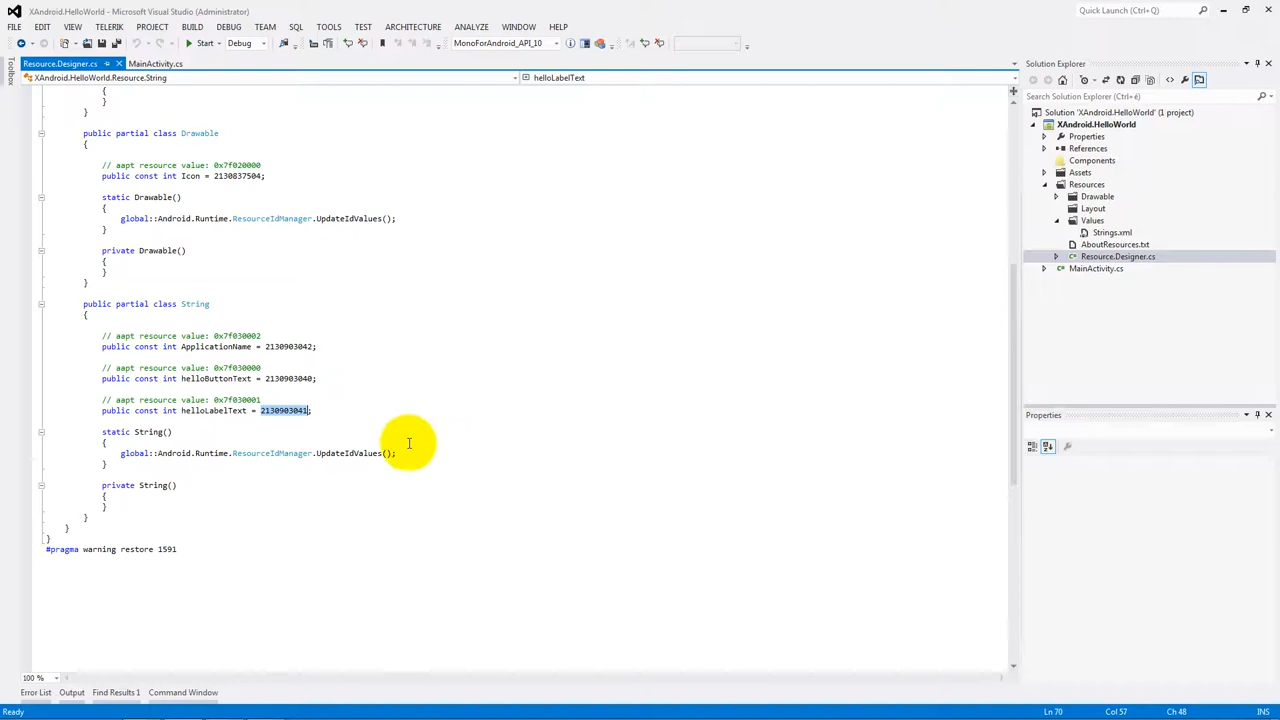 XAndroid.HelloWorld - Microsoft Visual Studio (Administrator)
Quick Launch (Ctrl+Q)
FILE EDIT VIEW TELERIK PROJECT BUILD DEBUG TEAM SQL TOOLS TEST ARCHITECTURE ANALYZE WINDOW HELP
Start Debug MonoForAndroid_API_10
Toolbox
Resource.Designer.cs MainActivity.cs
XAndroid.HelloWorld.Resource.String helloLabelText
{
}
}
public partial class Drawable
{
// aapt resource value: 0x7f020000
public const int Icon = 2130837504;
static Drawable()
{
global::Android.Runtime.ResourceIdManager.UpdateIdValues();
}
private Drawable()
{
}
}
public partial class String
{
// aapt resource value: 0x7f030002
public const int ApplicationName = 2130903042;
// aapt resource value: 0x7f030000
public const int helloButtonText = 2130903040;
// aapt resource value: 0x7f030001
public const int helloLabelText = 2130903041;
static String()
{
global::Android.Runtime.ResourceIdManager.UpdateIdValues();
}
private String()
{
}
}
}
}
#pragma warning restore 1591
100 %
Error List Output Find Results 1 Command Window
Ready
Ln 70 Col 57 Ch 48 INS
Solution Explorer
Search Solution Explorer (Ctrl+é)
Solution 'XAndroid.HelloWorld' (1 project)
XAndroid.HelloWorld
Properties
References
Components
Assets
Resources
Drawable
Layout
Values
Strings.xml
AboutResources.txt
Resource.Designer.cs
MainActivity.cs
Properties